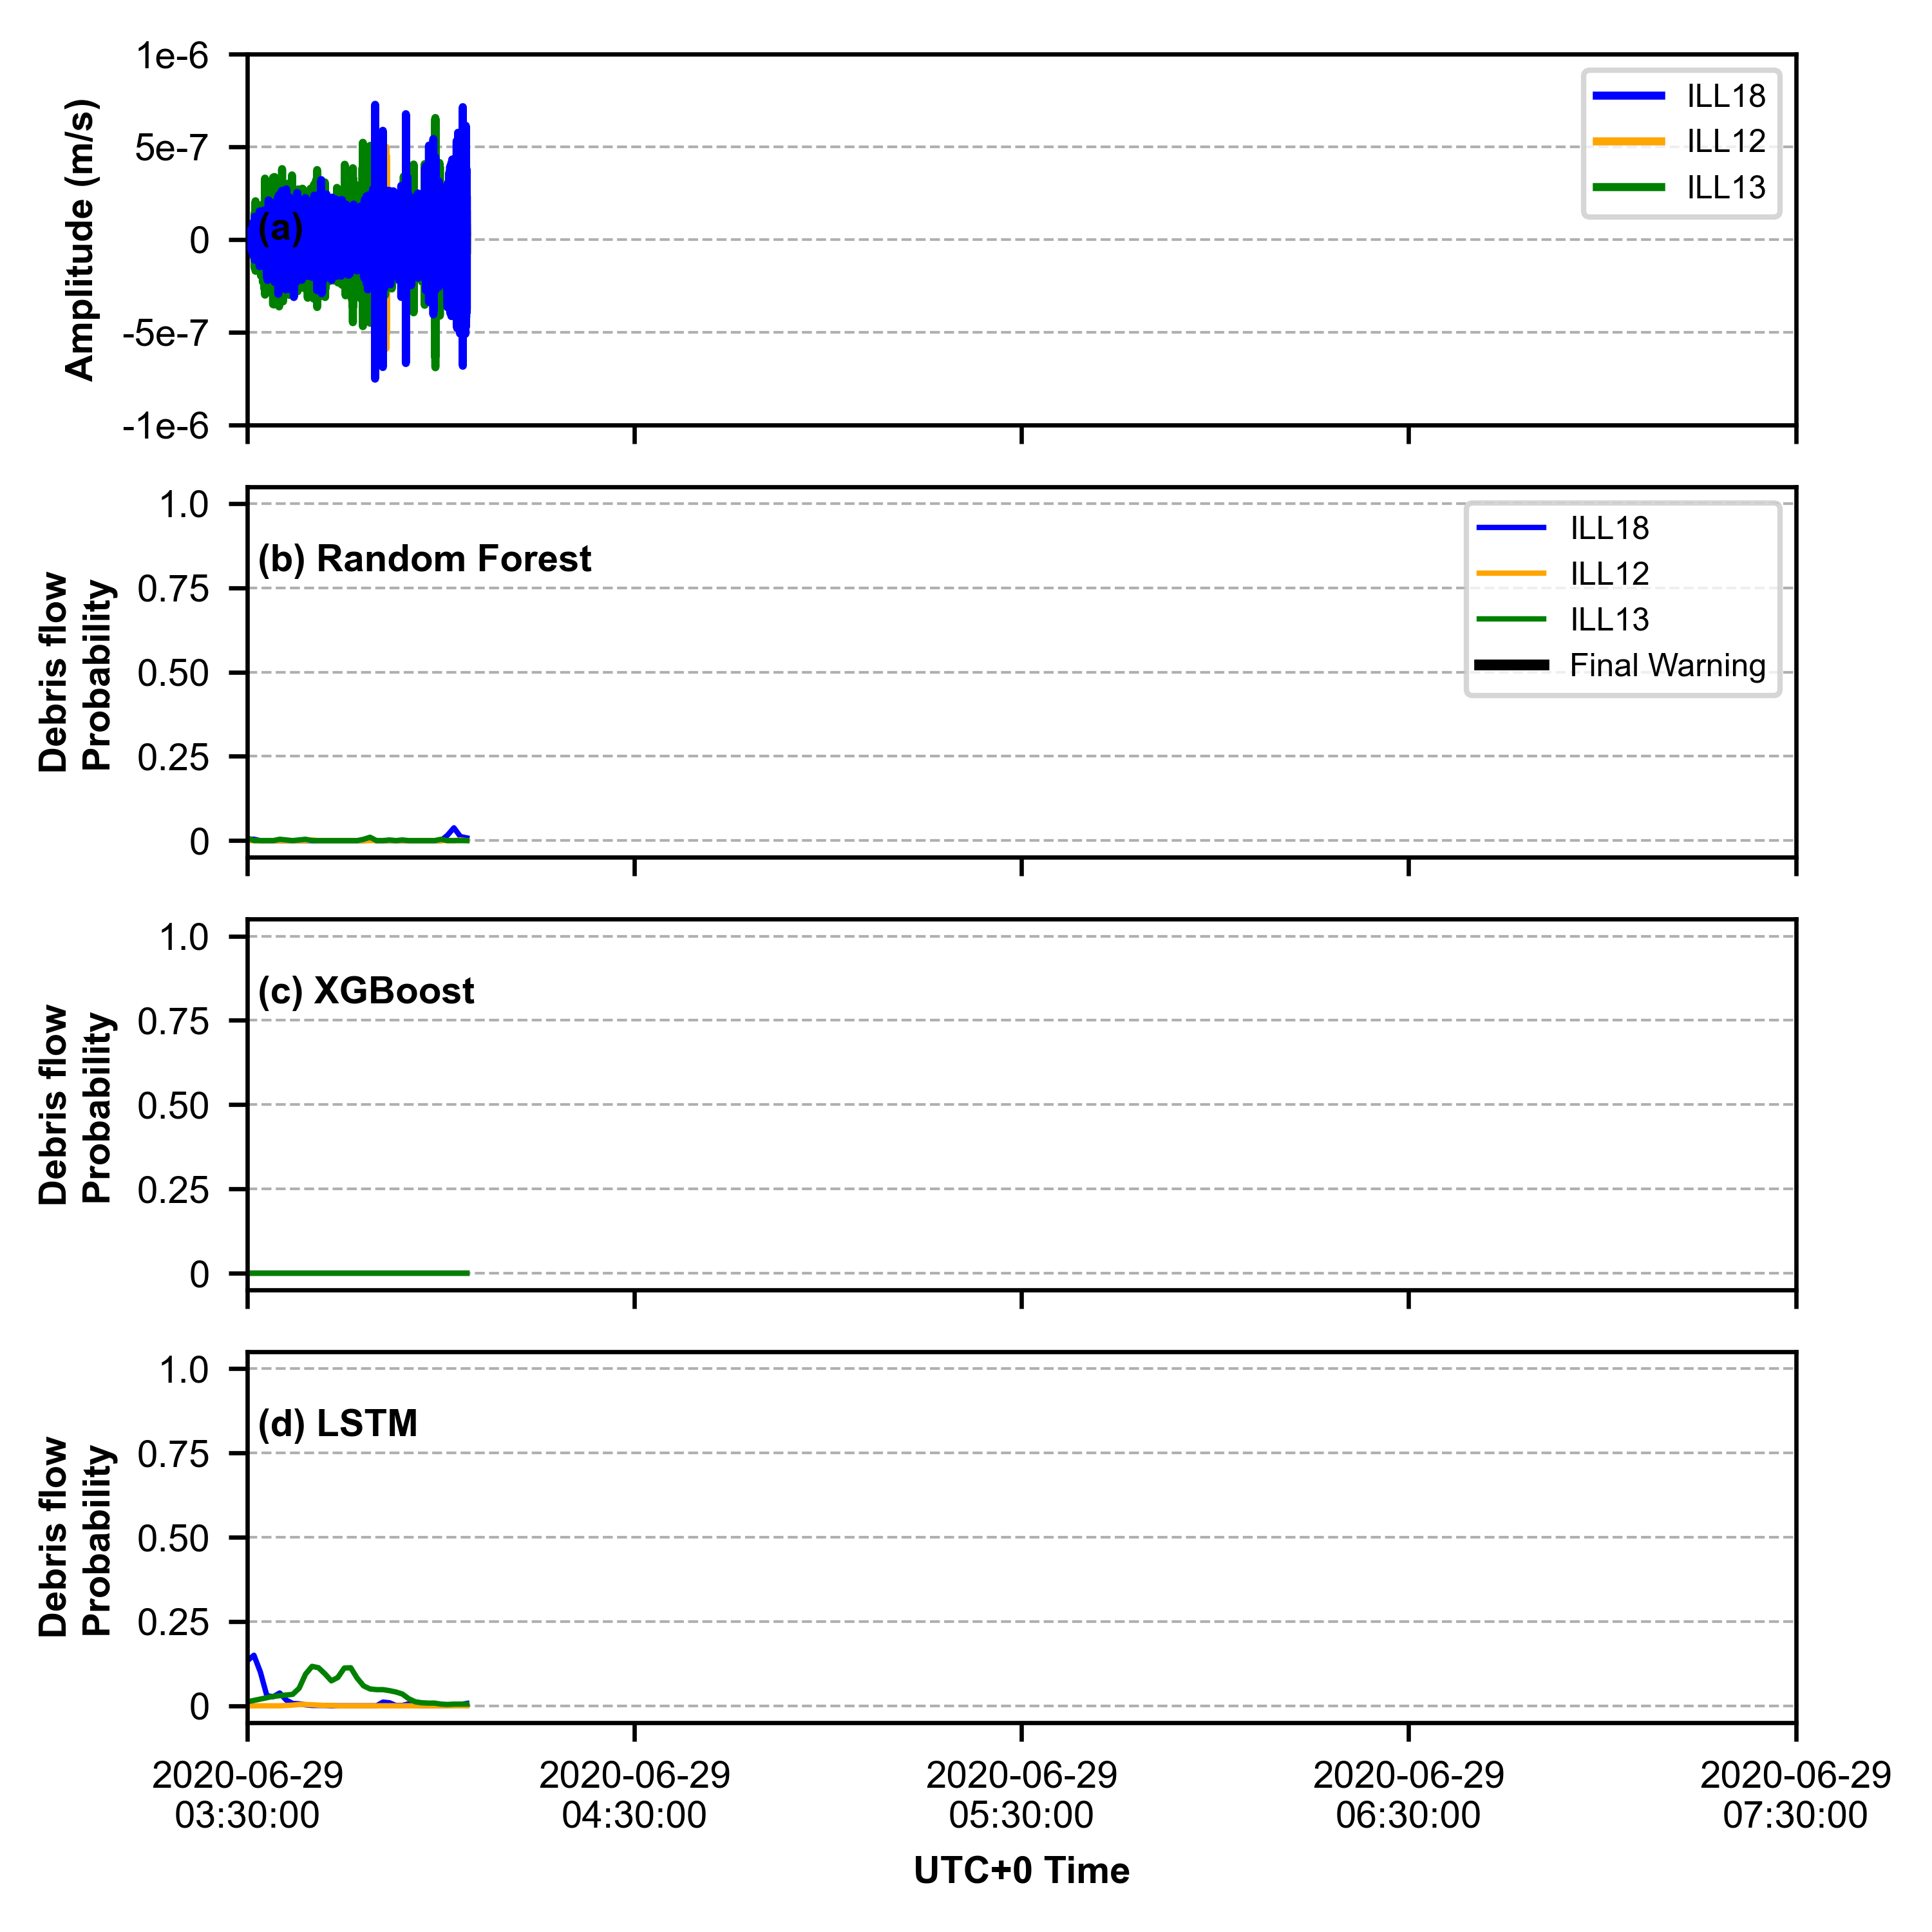 1e-6
5e-7
0
-5e-7
-1e-6
Amplitude (m/s)
(a)
ILL18
ILL12
ILL13
1.0
0.75
0.50
0.25
0
Debris flow
Probability
(b) Random Forest
ILL18
ILL12
ILL13
Final Warning
1.0
0.75
0.50
0.25
0
Debris flow
Probability
(c) XGBoost
1.0
0.75
0.50
0.25
0
Debris flow
Probability
(d) LSTM
2020-06-29
03:30:00
2020-06-29
04:30:00
2020-06-29
05:30:00
2020-06-29
06:30:00
2020-06-29
07:30:00
UTC+0 Time